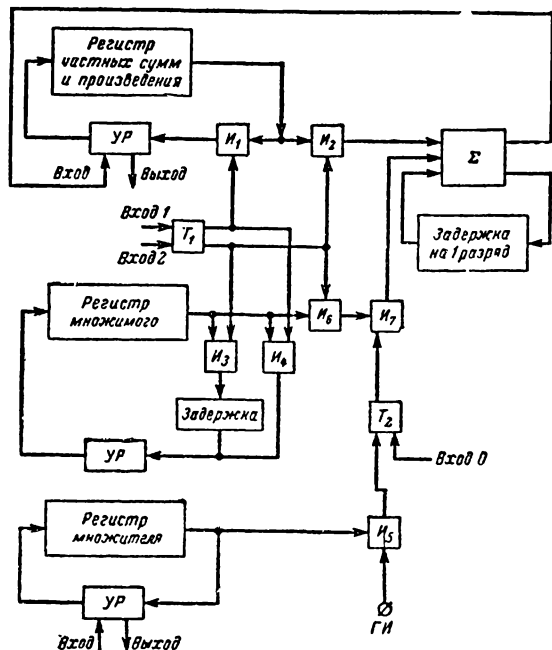 Регистр
частных сумм
и произведения
УР
И1
И2
Σ
Вход
Выход
Вход 1
Вход 2
Т1
Задержка
на 1 разряд
Регистр
множимого
И3
И4
И6
И7
Задержка
УР
Т2
Вход 0
Регистр
множителя
И5
УР
ГИ
Вход
Выход